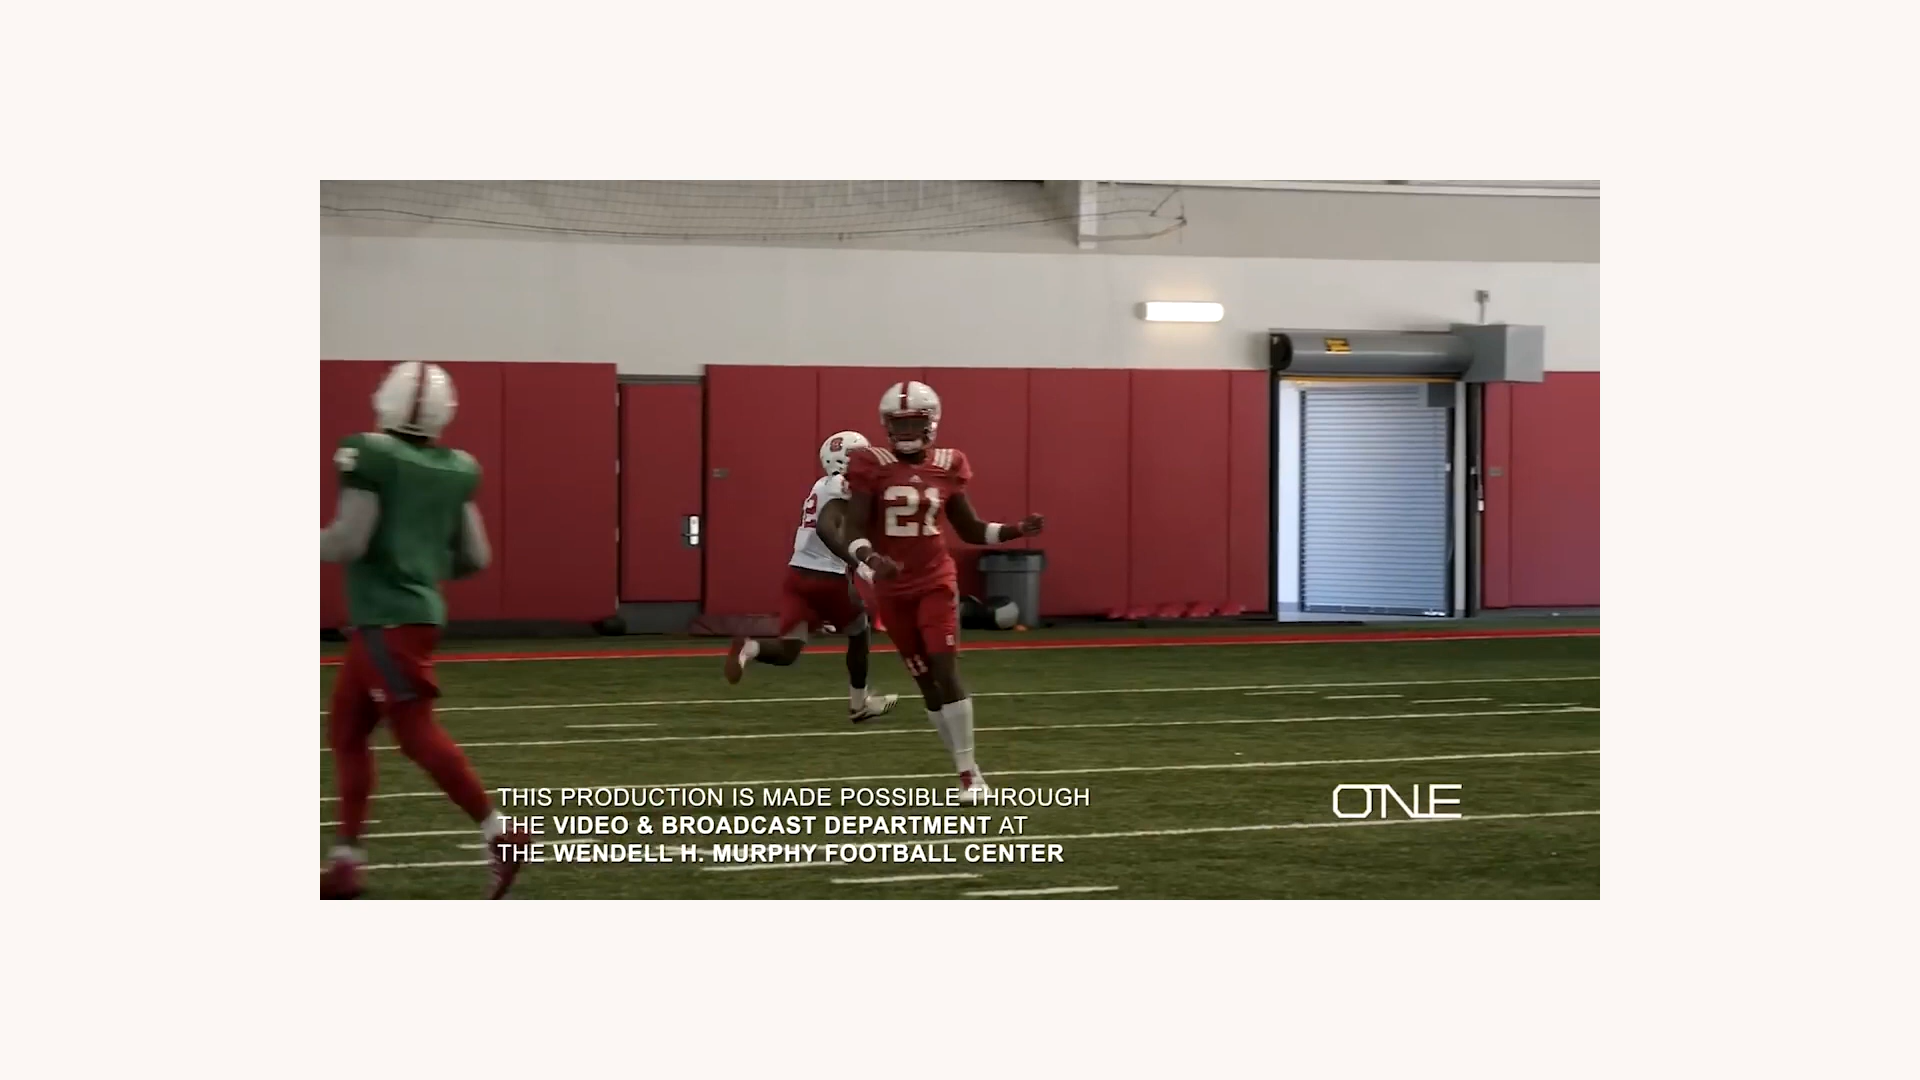 21
THIS PRODUCTION IS MADE POSSIBLE THROUGH
THE VIDEO & BROADCAST DEPARTMENT AT
THE WENDELL H. MURPHY FOOTBALL CENTER
ONE